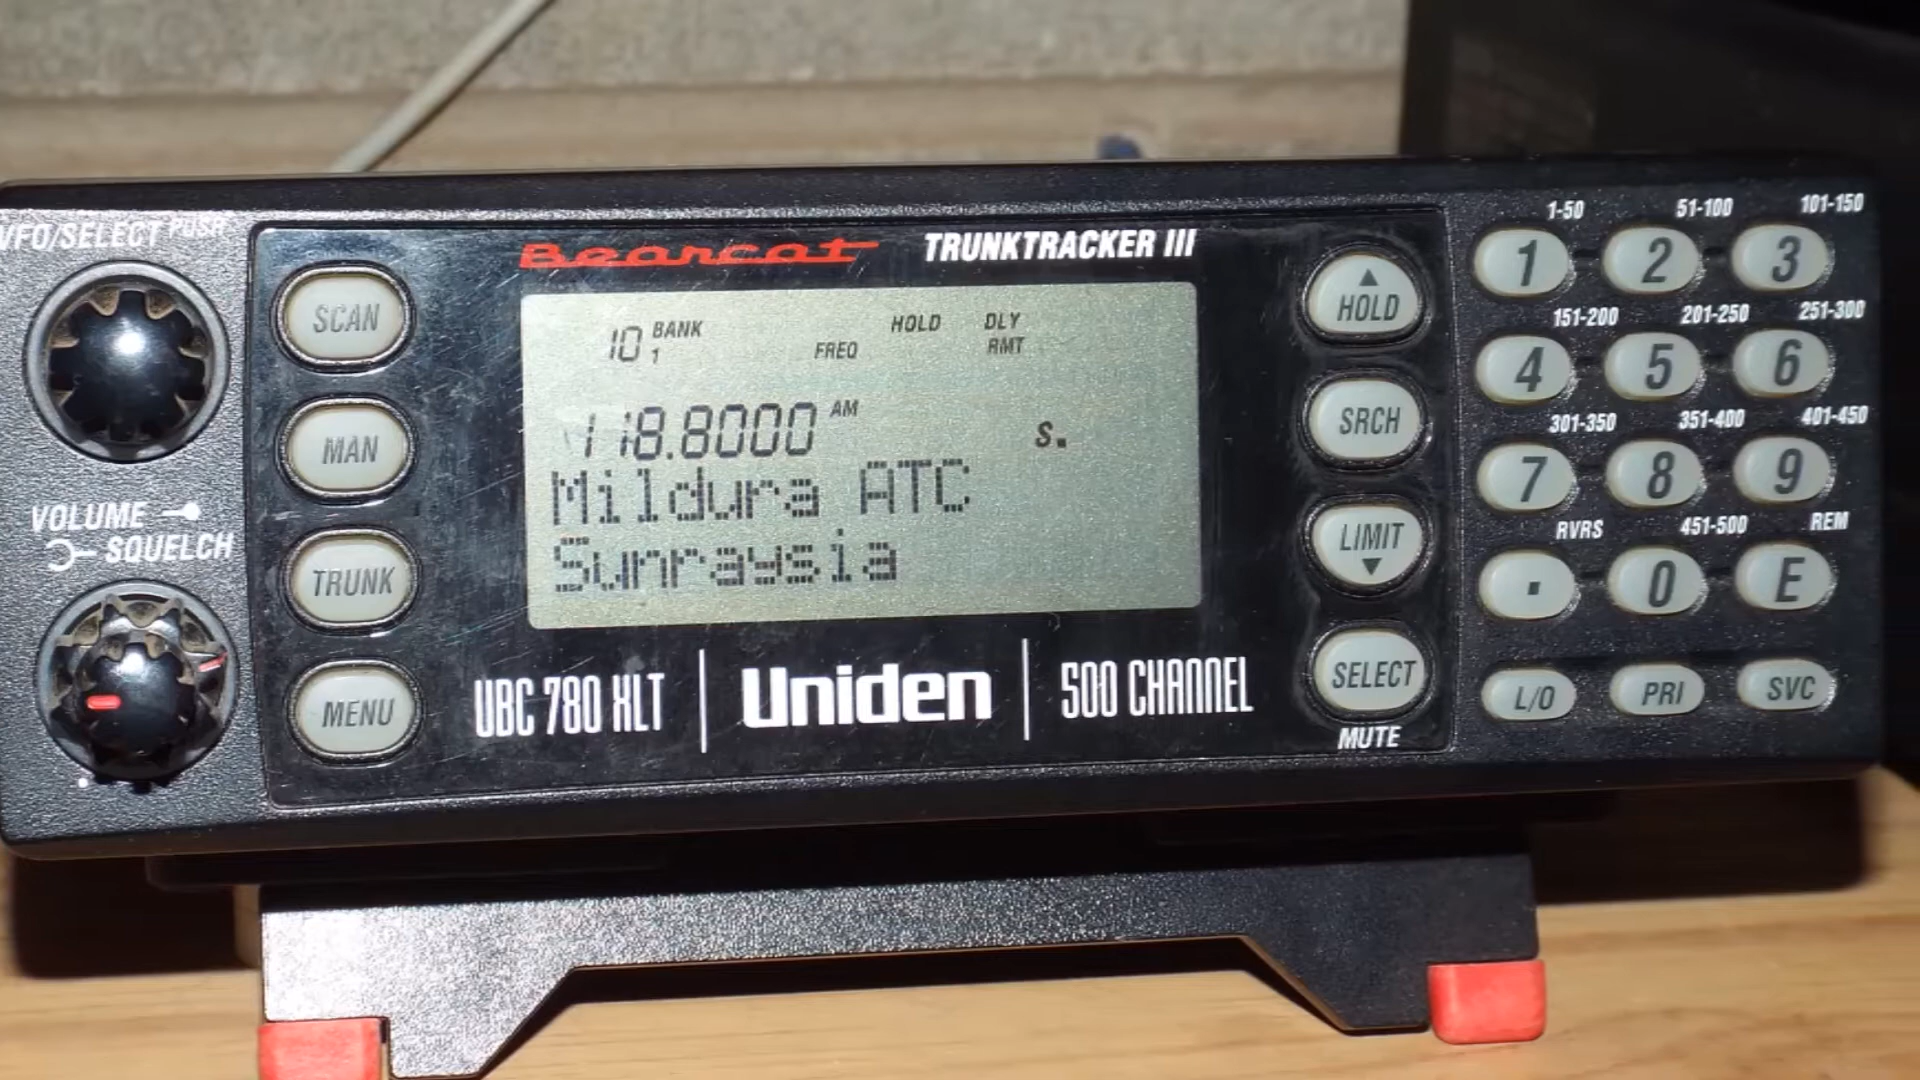 VFO/SELECT PUSH
VOLUME
SQUELCH
SCAN
MAN
TRUNK
MENU
Bearcat TRUNKTRACKER III
10 BANK 1 FREQ HOLD DLY RMT
118.8000 AM S.
Mildura ATC
Sunraysia
UBC 780 XLT | Uniden | 500 CHANNEL
HOLD
SRCH
LIMIT
SELECT
MUTE
1-50 51-100 101-150
1 2 3
151-200 201-250 251-300
4 5 6
301-350 351-400 401-450
7 8 9
RVRS 451-500 REM
. 0 E
L/O PRI SVC